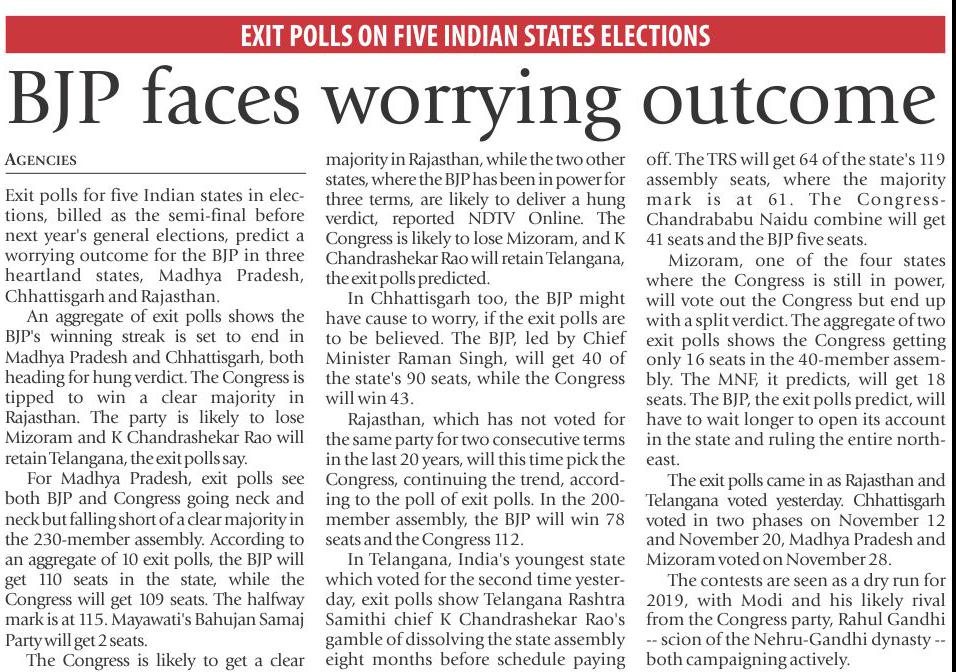 EXIT POLLS ON FIVE INDIAN STATES ELECTIONS
BJP faces worrying outcome
AGENCIES
Exit polls for five Indian states in elec-
tions, billed as the semi-final before
next year's general elections, predict a
worrying outcome for the BJP in three
heartland states, Madhya Pradesh,
Chhattisgarh and Rajasthan.
An aggregate of exit polls shows the
BJP's winning streak is set to end in
Madhya Pradesh and Chhattisgarh, both
heading for hung verdict. The Congress is
tipped to win a clear majority in
Rajasthan. The party is likely to lose
Mizoram and K Chandrashekar Rao will
retain Telangana, the exit polls say.
For Madhya Pradesh, exit polls see
both BJP and Congress going neck and
neck but falling short of a clear majority in
the 230-member assembly. According to
an aggregate of 10 exit polls, the BJP will
get 110 seats in the state, while the
Congress will get 109 seats. The halfway
mark is at 115. Mayawati's Bahujan Samaj
Party will get 2 seats.
The Congress is likely to get a clear
majority in Rajasthan, while the two other
states, where the BJP has been in power for
three terms, are likely to deliver a hung
verdict, reported NDTV Online. The
Congress is likely to lose Mizoram, and K
Chandrashekar Rao will retain Telangana,
the exit polls predicted.
In Chhattisgarh too, the BJP might
have cause to worry, if the exit polls are
to be believed. The BJP, led by Chief
Minister Raman Singh, will get 40 of
the state's 90 seats, while the Congress
will win 43.
Rajasthan, which has not voted for
the same party for two consecutive terms
in the last 20 years, will this time pick the
Congress, continuing the trend, accord-
ing to the poll of exit polls. In the 200-
member assembly, the BJP will win 78
seats and the Congress 112.
In Telangana, India's youngest state
which voted for the second time yester-
day, exit polls show Telangana Rashtra
Samithi chief K Chandrashekar Rao's
gamble of dissolving the state assembly
eight months before schedule paying
off. The TRS will get 64 of the state's 119
assembly seats, where the majority
mark is at 61. The Congress-
Chandrababu Naidu combine will get
41 seats and the BJP five seats.
Mizoram, one of the four states
where the Congress is still in power,
will vote out the Congress but end up
with a split verdict. The aggregate of two
exit polls shows the Congress getting
only 16 seats in the 40-member assem-
bly. The MNF, it predicts, will get 18
seats. The BJP, the exit polls predict, will
have to wait longer to open its account
in the state and ruling the entire north-
east.
The exit polls came in as Rajasthan and
Telangana voted yesterday. Chhattisgarh
voted in two phases on November 12
and November 20, Madhya Pradesh and
Mizoram voted on November 28.
The contests are seen as a dry run for
2019, with Modi and his likely rival
from the Congress party, Rahul Gandhi
-- scion of the Nehru-Gandhi dynasty --
both campaigning actively.